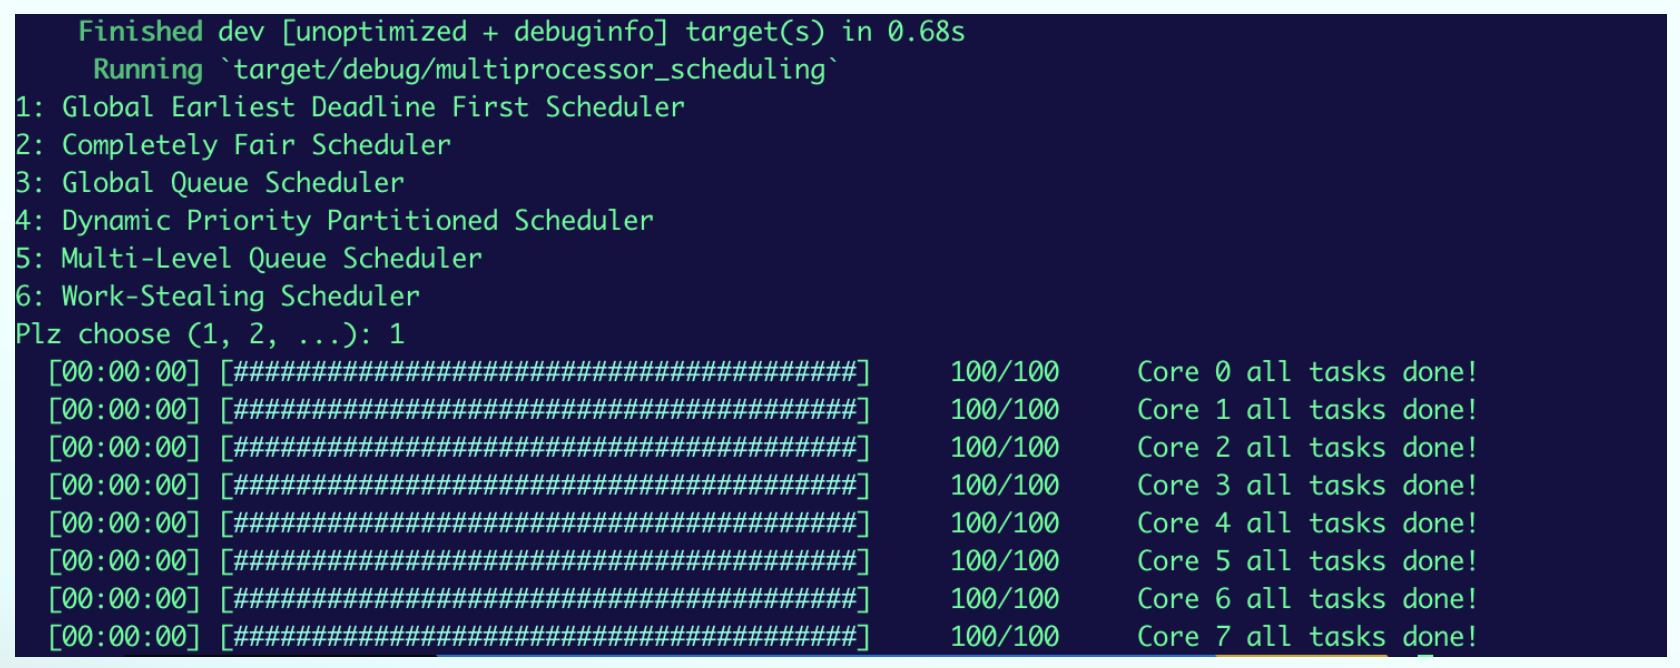 Finished dev [unoptimized + debuginfo] target(s) in 0.68s
Running `target/debug/multiprocessor_scheduling`
1: Global Earliest Deadline First Scheduler
2: Completely Fair Scheduler
3: Global Queue Scheduler
4: Dynamic Priority Partitioned Scheduler
5: Multi-Level Queue Scheduler
6: Work-Stealing Scheduler
Plz choose (1, 2, ...): 1
[00:00:00] [########################################] 100/100 Core 0 all tasks done!
[00:00:00] [########################################] 100/100 Core 1 all tasks done!
[00:00:00] [########################################] 100/100 Core 2 all tasks done!
[00:00:00] [########################################] 100/100 Core 3 all tasks done!
[00:00:00] [########################################] 100/100 Core 4 all tasks done!
[00:00:00] [########################################] 100/100 Core 5 all tasks done!
[00:00:00] [########################################] 100/100 Core 6 all tasks done!
[00:00:00] [########################################] 100/100 Core 7 all tasks done!